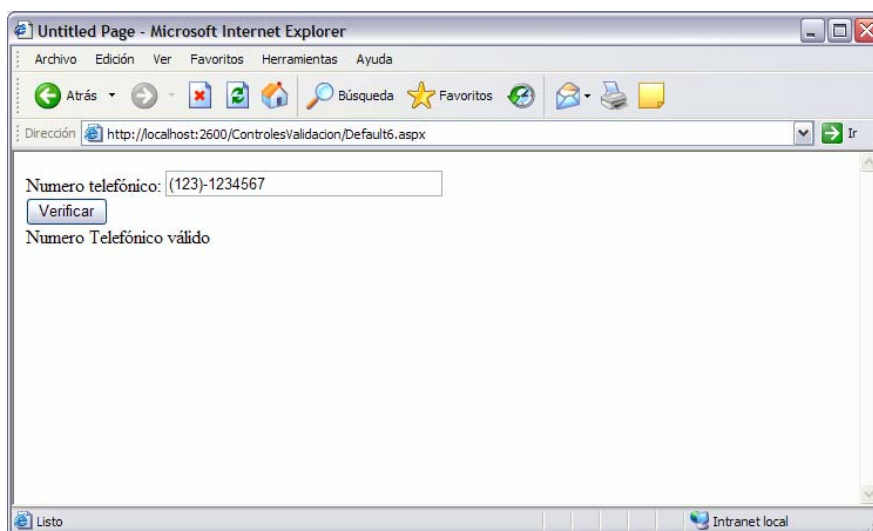 Untitled Page - Microsoft Internet Explorer
Archivo Edición Ver Favoritos Herramientas Ayuda
Atrás Búsqueda Favoritos
Dirección http://localhost:2600/ControlesValidacion/Default6.aspx Ir
Numero telefónico: (123)-1234567
Verificar
Numero Telefónico válido
Listo Intranet local